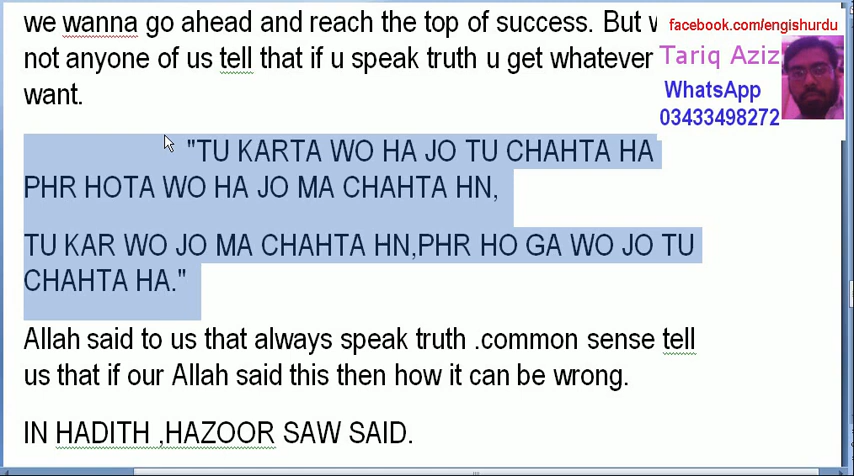 we wanna go ahead and reach the top of success. But
facebook.com/engishurdu
not anyone of us tell that if u speak truth u get whatever
Tariq Aziz
want.
WhatsApp
03433498272
"TU KARTA WO HA JO TU CHAHTA HA
PHR HOTA WO HA JO MA CHAHTA HN,
TU KAR WO JO MA CHAHTA HN,PHR HO GA WO JO TU
CHAHTA HA."
Allah said to us that always speak truth .common sense tell
us that if our Allah said this then how it can be wrong.
IN HADITH ,HAZOOR SAW SAID.